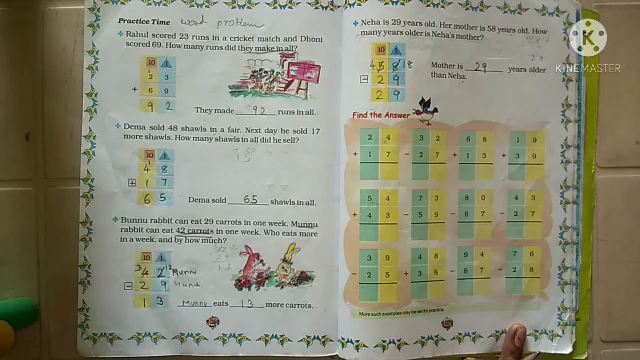 Practice Time word problem
Rahul scored 23 runs in a cricket match and Dhoni
scored 69. How many runs did they make in all?
10 1
2 3
+ 6 9
9 2
They made 92 runs in all.
Dema sold 48 shawls in a fair. Next day he sold 17
more shawls. How many shawls in all did he sell?
10 1
4 8
+ 1 7
6 5
Dema sold 65 shawls in all.
Bunnu rabbit can eat 29 carrots in one week. Munnu
rabbit can eat 42 carrots in one week. Who eats more
in a week, and by how much?
10 1
3 4 2 12 Munnu
− 2 9
1 3
Munnu eats 13 more carrots.
Neha is 29 years old. Her mother is 58 years old. How
many years older is Neha's mother?
10 1
4 5 8 18
− 2 9
2 9
Mother is 29 years older
than Neha.
KINEMASTER
Find the Answer
2 4 3 2 6 8 1 9
+ 1 7 − 2 7 + 1 3 + 3 9
5 4 7 3 8 0 4 3
+ 4 3 − 5 9 − 6 7 − 2 7
3 9 4 8 9 4 7 6
− 2 5 + 3 8 − 8 7 − 2 8
More such examples may be set for practice.